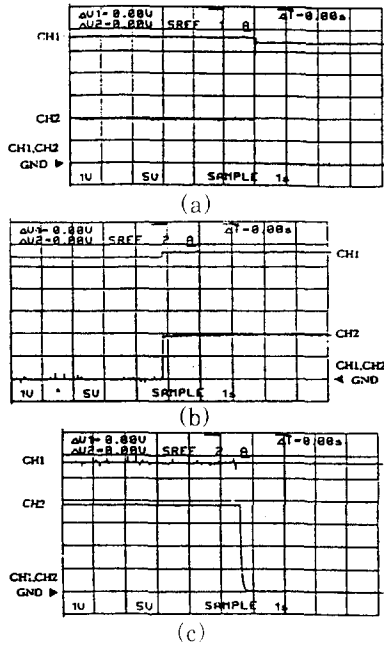 ΔV1=0.00V ΔT=0.00s
ΔV2=0.00V SREF 1 A
CH1
CH2
CH1,CH2
GND
1V 5V SAMPLE 1s
(a)
ΔV1=0.00V ΔT=0.00s
ΔV2=0.00V SREF 2 A
CH1
CH2
CH1,CH2
GND
1V 5V SAMPLE 1s
(b)
ΔV1=0.00V ΔT=0.00s
ΔV2=0.00V SREF 2 A
CH1
CH2
CH1,CH2
GND
1V 5V SAMPLE 1s
(c)